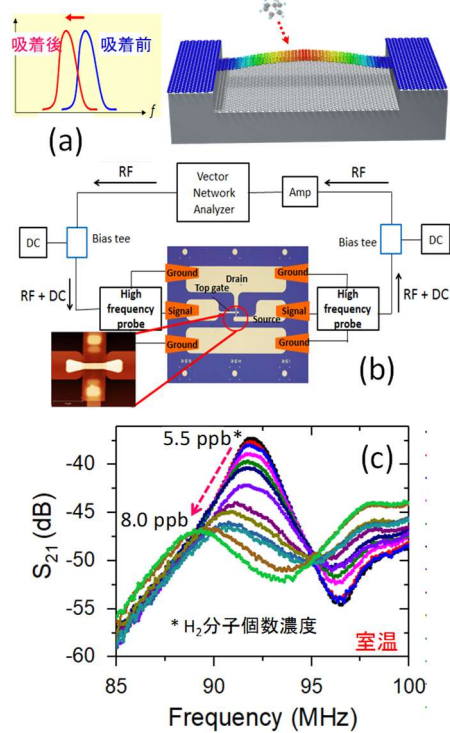 吸着後
吸着前
f
(a)
RF
RF
Vector
Network
Analyzer
Amp
DC
Bias tee
Bias tee
DC
RF + DC
RF + DC
High
frequency
probe
Ground
Signal
Ground
Drain
Top gate
Source
Ground
Signal
Ground
High
frequency
probe
(b)
(c)
5.5 ppb*
8.0 ppb
* H₂分子個数濃度
室温
S₂₁ (dB)
-40
-45
-50
-55
-60
85
90
95
100
Frequency (MHz)